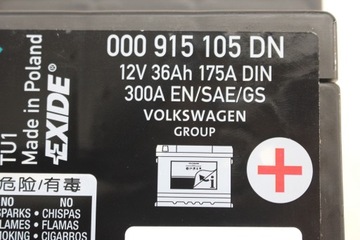 000 915 105 DN
12V 36Ah 175A DIN
300A EN/SAE/GS
VOLKSWAGEN
GROUP
TU1
Made in Poland
EXIDE
危险/有毒
NO • NO
SPARKS • CHISPAS
FLAMES • FLAMAS
SMOKING • CIGARROS